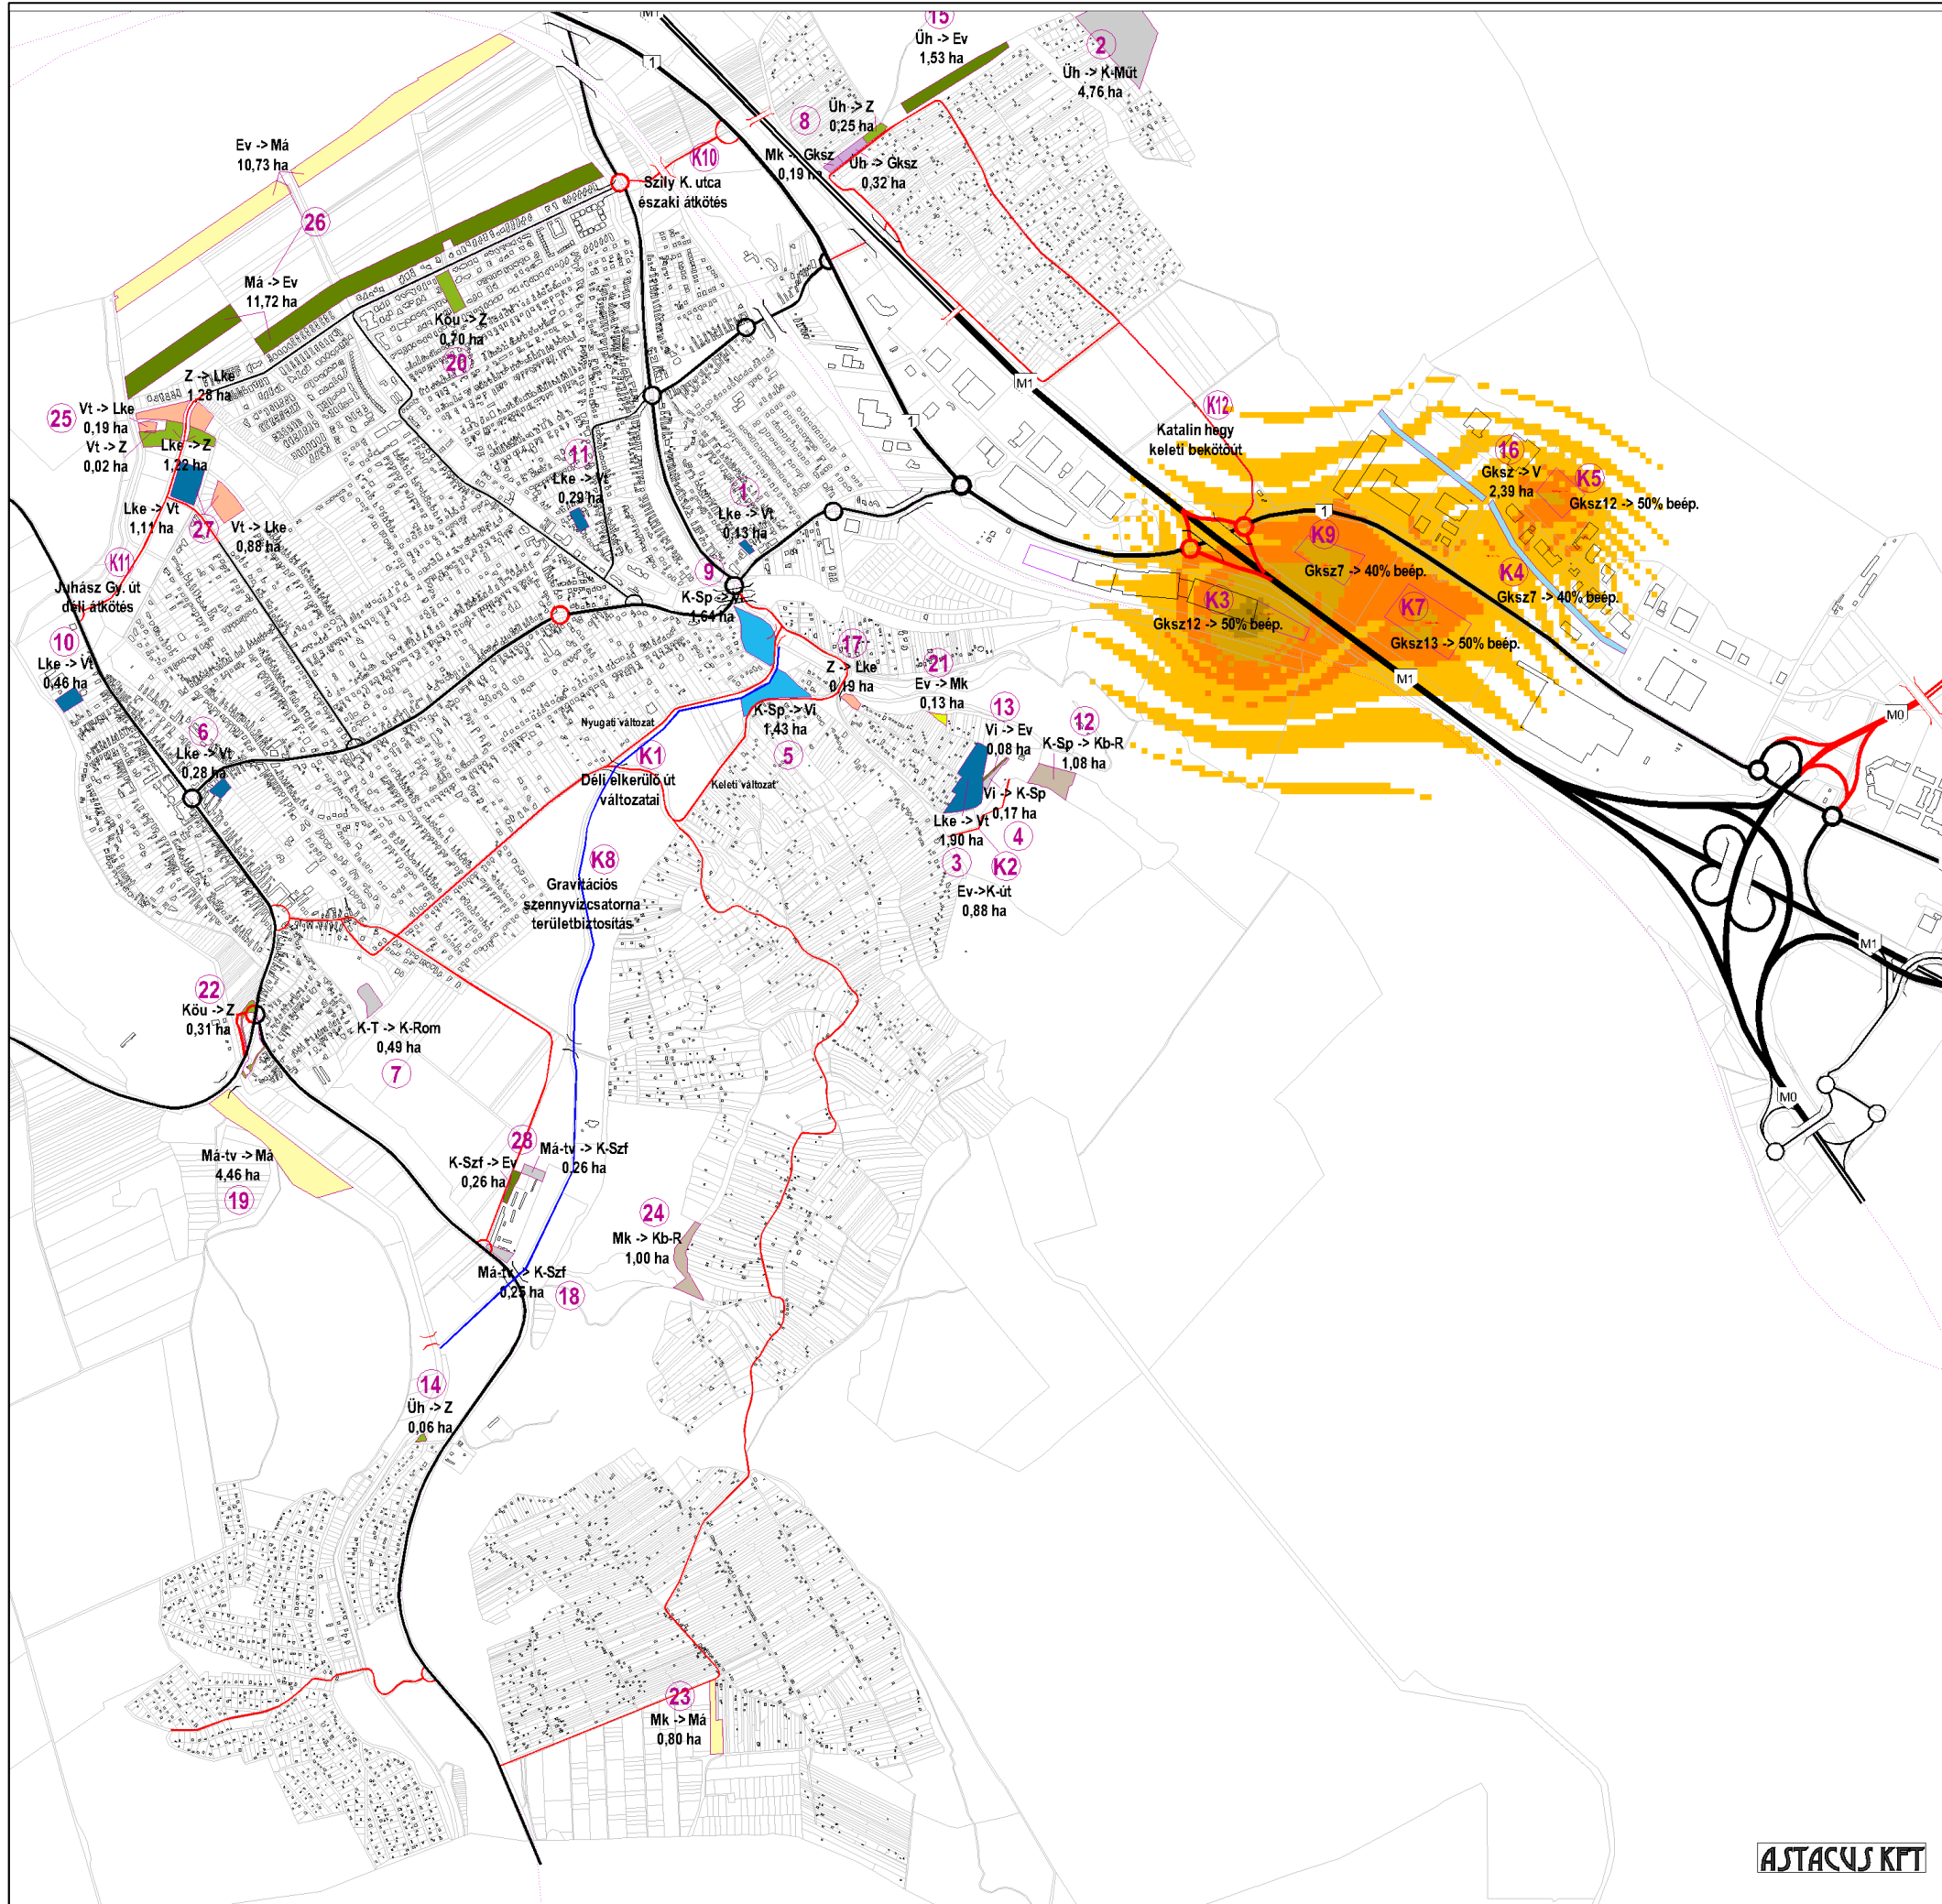 M1
15
Üh -> Ev
1,53 ha
2
Üh -> K-Műt
4,76 ha
1
8
Üh -> Z
0,25 ha
Mk -> Gksz
0,19 ha
Üh -> Gksz
0,32 ha
K10
Szily K. utca
északi átkötés
Ev -> Má
10,73 ha
26
Má -> Ev
11,72 ha
Köu -> Z
0,70 ha
20
Z -> Lke
1,28 ha
25
Vt -> Lke
0,19 ha
Vt -> Z
0,02 ha
Lke -> Z
1,22 ha
Lke -> Vt
1,11 ha
27
Vt -> Lke
0,88 ha
K11
Juhász Gy. út
déli átkötés
10
Lke -> Vt
0,46 ha
6
Lke -> Vt
0,28 ha
11
Lke -> Vt
0,29 ha
1
Lke -> Vt
0,13 ha
9
K-Sp -> Vi
1,64 ha
M1
1
K12
Katalin hegy
keleti bekötőút
16
Gksz -> V
2,39 ha
K5
Gksz12 -> 50% beép.
1
K9
Gksz7 -> 40% beép.
K4
Gksz7 -> 40% beép.
K3
Gksz12 -> 50% beép.
K7
Gksz13 -> 50% beép.
M1
M0
17
Z -> Lke
0,19 ha
21
Ev -> Mk
0,13 ha
13
Vi -> Ev
0,08 ha
12
K-Sp -> Kb-R
1,08 ha
K-Sp -> Vi
1,43 ha
5
Nyugati változat
K1
Déli elkerülő út
változatai
Keleti változat
Vi -> K-Sp
0,17 ha
4
Lke -> Vt
1,90 ha
3
K2
Ev->K-út
0,88 ha
K8
Gravitációs
szennyvízcsatorna
területbiztosítás
M1
M0
22
Köu -> Z
0,31 ha
K-T -> K-Rom
0,49 ha
7
Má-tv -> Má
4,46 ha
19
28
K-Szf -> Ev
0,26 ha
Má-tv -> K-Szf
0,26 ha
24
Mk -> Kb-R
1,00 ha
Má-tv -> K-Szf
0,25 ha
18
14
Üh -> Z
0,06 ha
23
Mk -> Má
0,80 ha
ASTACUS KFT